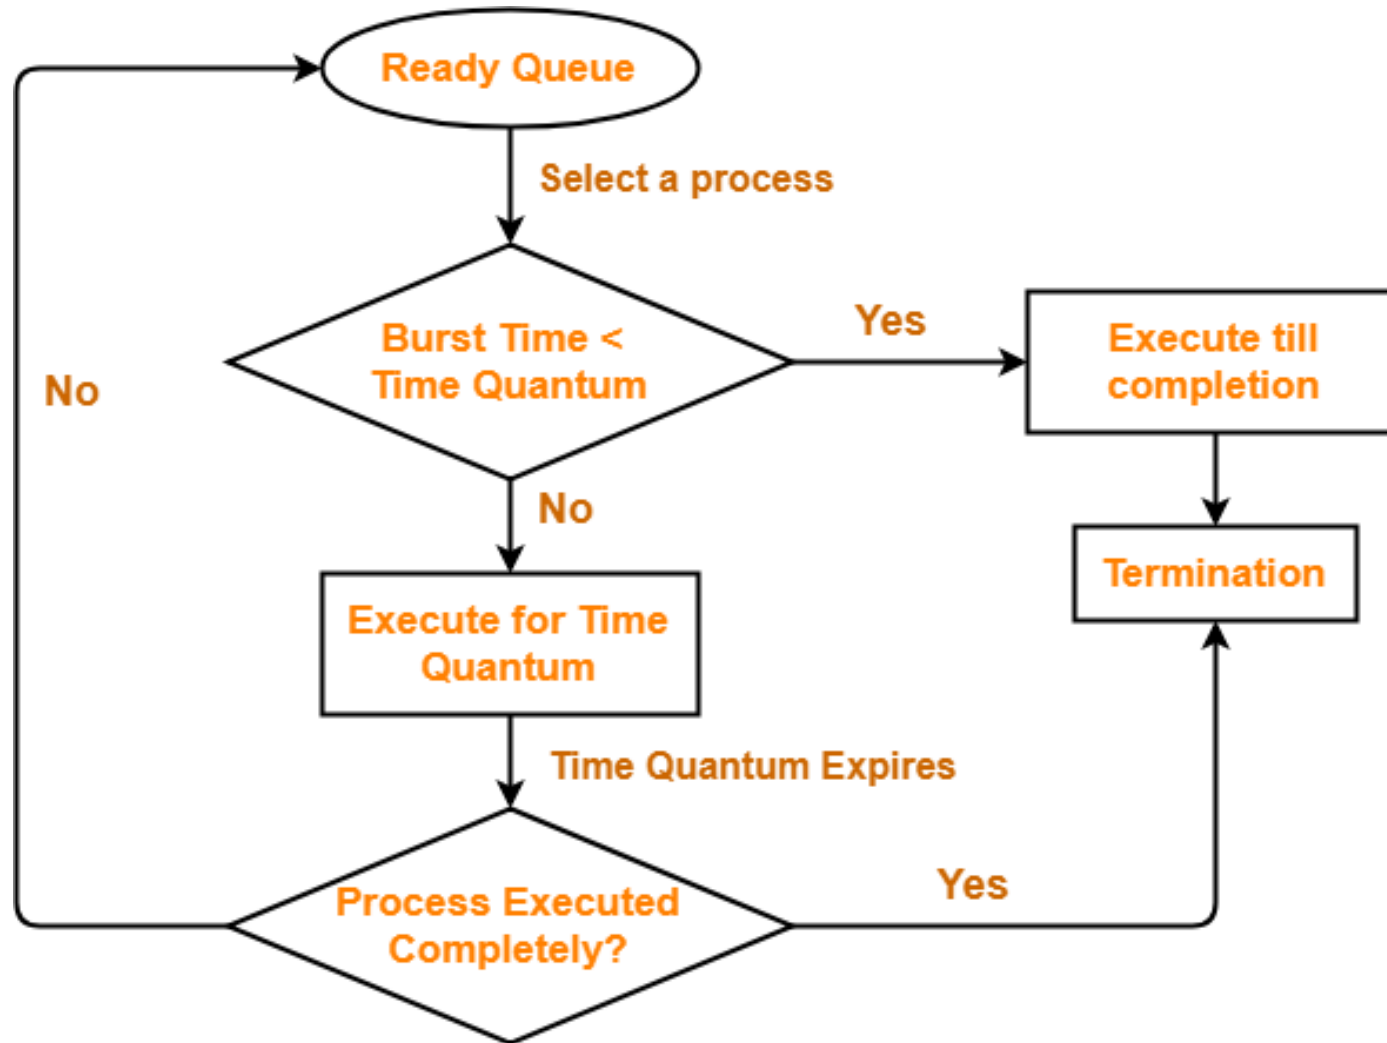 Ready Queue
Select a process
Burst Time <
Time Quantum
Yes
Execute till
completion
No
No
Termination
Execute for Time
Quantum
Time Quantum Expires
Process Executed
Completely?
Yes